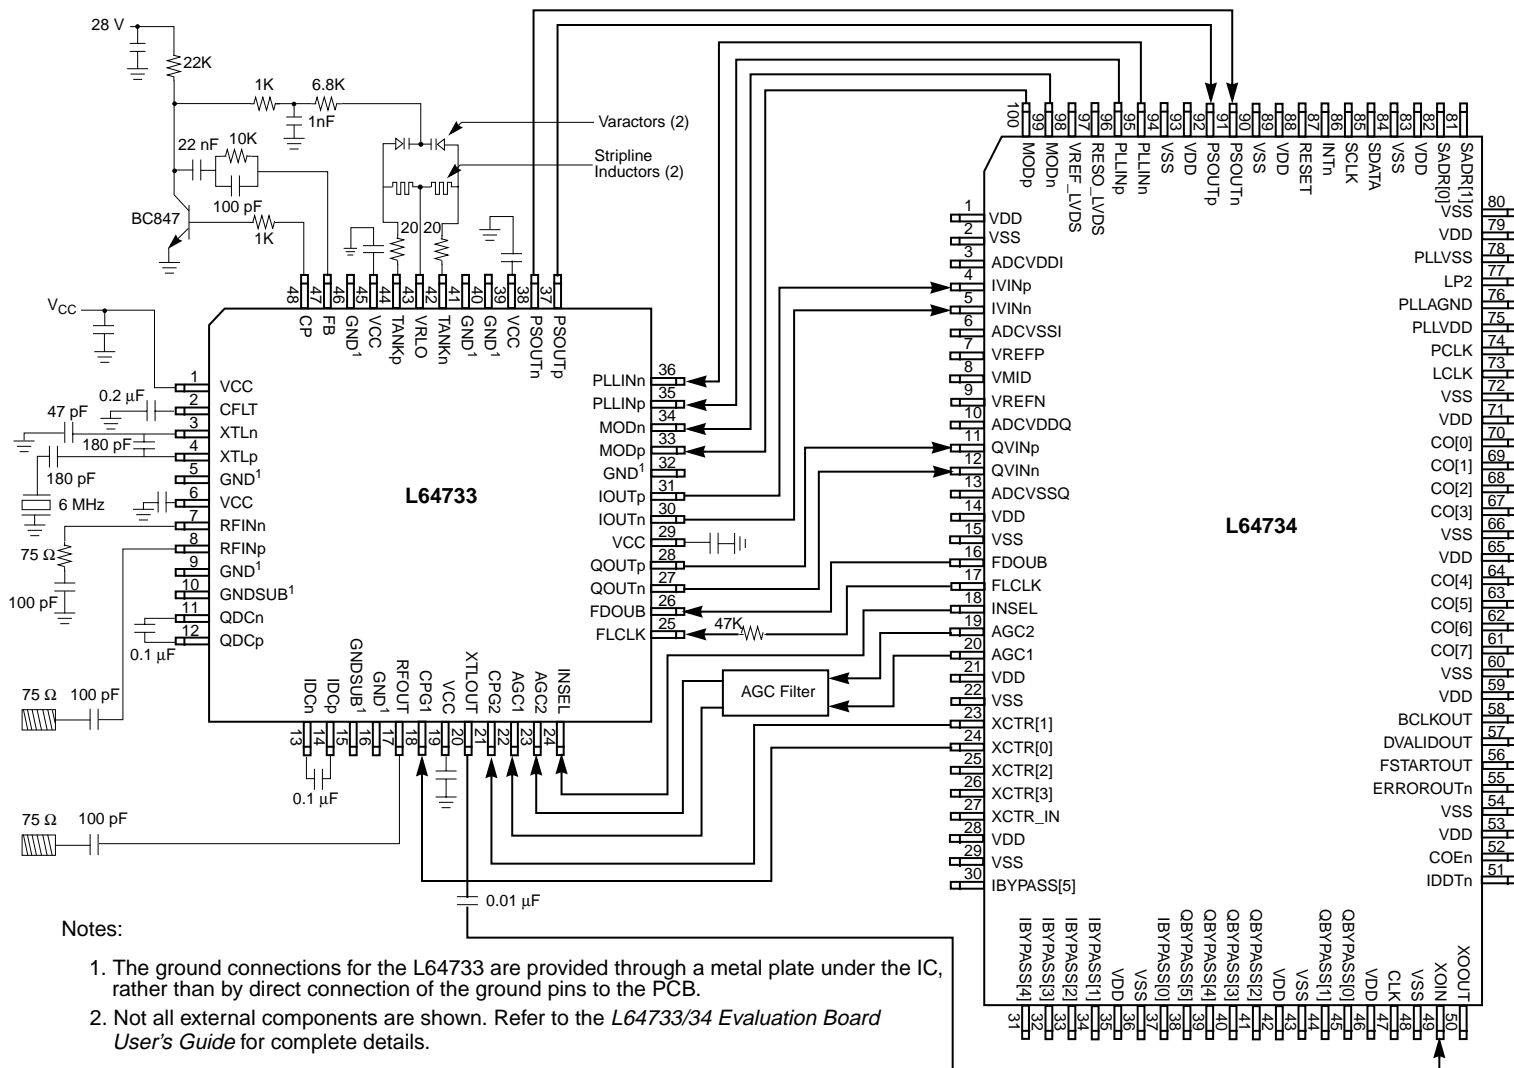 28 V
22K
1K
6.8K
1nF
Varactors (2)
Stripline
Inductors (2)
22 nF
10K
100 pF
BC847
1K
20
20
VCC
0.2 μF
47 pF
180 pF
180 pF
6 MHz
75 Ω
100 pF
0.1 μF
75 Ω
100 pF
75 Ω
100 pF
0.1 μF
0.01 μF
47K
AGC Filter
L64733
1 VCC
2 CFLT
3 XTLn
4 XTLp
5 GND1
6 VCC
7 RFINn
8 RFINp
9 GND1
10 GNDSUB1
11 QDCn
12 QDCp
13 IDCn
14 IDCp
15 GNDSUB1
16 GND1
17 RFOUT
18 CPG1
19 VCC
20 XTLOUT
21 CPG2
22 AGC1
23 AGC2
24 INSEL
25 FLCLK
26 FDOUB
27 QOUTn
28 QOUTp
29 VCC
30 IOUTn
31 IOUTp
32 GND1
33 MODp
34 MODn
35 PLLINp
36 PLLINn
37 PSOUTp
38 PSOUTn
39 VCC
40 GND1
41 GND1
42 TANKn
43 VRLO
44 TANKp
45 VCC
46 GND1
47 FB
48 CP
L64734
1 VDD
2 VSS
3 ADCVDDI
4 IVINp
5 IVINn
6 ADCVSSI
7 VREFP
8 VMID
9 VREFN
10 ADCVDDQ
11 QVINp
12 QVINn
13 ADCVSSQ
14 VDD
15 VSS
16 FDOUB
17 FLCLK
18 INSEL
19 AGC2
20 AGC1
21 VDD
22 VSS
23 XCTR[1]
24 XCTR[0]
25 XCTR[2]
26 XCTR[3]
27 XCTR_IN
28 VDD
29 VSS
30 IBYPASS[5]
31 IBYPASS[4]
32 IBYPASS[3]
33 IBYPASS[2]
34 IBYPASS[1]
35 VDD
36 VSS
37 IBYPASS[0]
38 QBYPASS[5]
39 QBYPASS[4]
40 QBYPASS[3]
41 QBYPASS[2]
42 VDD
43 VSS
44 QBYPASS[1]
45 QBYPASS[0]
46 VDD
47 CLK
48 VSS
49 XOIN
50 XOOUT
51 IDDTn
52 COEn
53 VDD
54 VSS
55 ERROROUTn
56 FSTARTOUT
57 DVALIDOUT
58 BCLKOUT
59 VDD
60 VSS
61 CO[7]
62 CO[6]
63 CO[5]
64 CO[4]
65 VDD
66 VSS
67 CO[3]
68 CO[2]
69 CO[1]
70 CO[0]
71 VDD
72 VSS
73 LCLK
74 PCLK
75 PLLVDD
76 PLLAGND
77 LP2
78 PLLVSS
79 VDD
80 VSS
81 SADR[1]
82 SADR[0]
83 VDD
84 VSS
85 SDATA
86 SCLK
87 INTn
88 RESET
89 VDD
90 VSS
91 PSOUTn
92 PSOUTp
93 VDD
94 VSS
95 PLLINn
96 PLLINp
97 RESO_LVDS
98 VREF_LVDS
99 MODn
100 MODp
Notes:
1. The ground connections for the L64733 are provided through a metal plate under the IC,
rather than by direct connection of the ground pins to the PCB.
2. Not all external components are shown. Refer to the L64733/34 Evaluation Board
User's Guide for complete details.